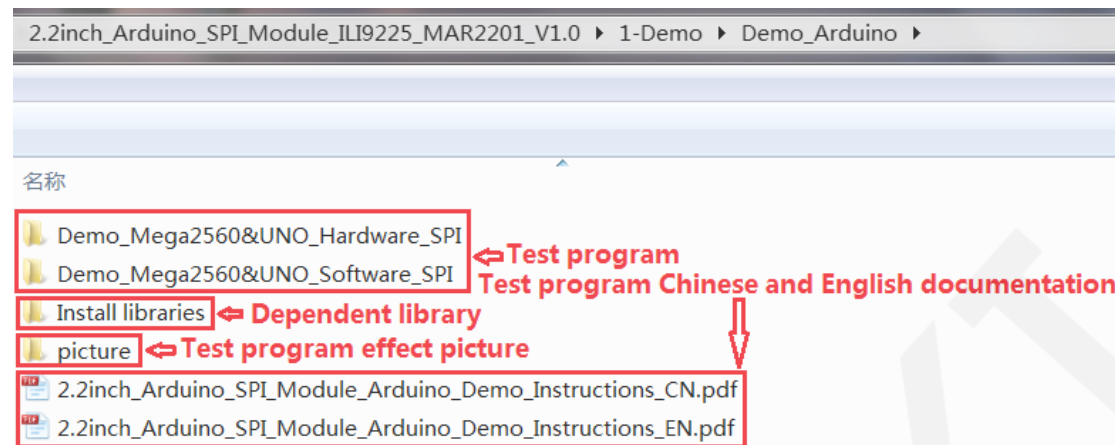 2.2inch_Arduino_SPI_Module_ILI9225_MAR2201_V1.0 ▸ 1-Demo ▸ Demo_Arduino ▸
名称
Demo_Mega2560&UNO_Hardware_SPI
Test program
Demo_Mega2560&UNO_Software_SPI
Test program Chinese and English documentation
Install libraries
Dependent library
picture
Test program effect picture
2.2inch_Arduino_SPI_Module_Arduino_Demo_Instructions_CN.pdf
2.2inch_Arduino_SPI_Module_Arduino_Demo_Instructions_EN.pdf